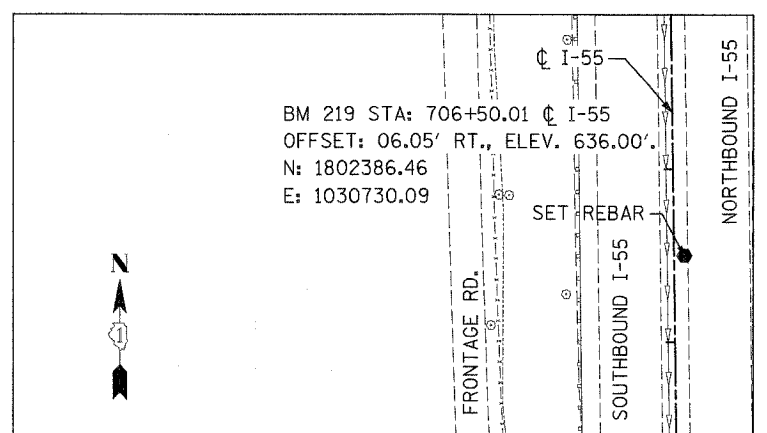 ℄ I-55
BM 219 STA: 706+50.01 ℄ I-55
OFFSET: 06.05' RT., ELEV. 636.00'.
N: 1802386.46
E: 1030730.09
SET REBAR
N
1
FRONTAGE RD.
SOUTHBOUND I-55
NORTHBOUND I-55